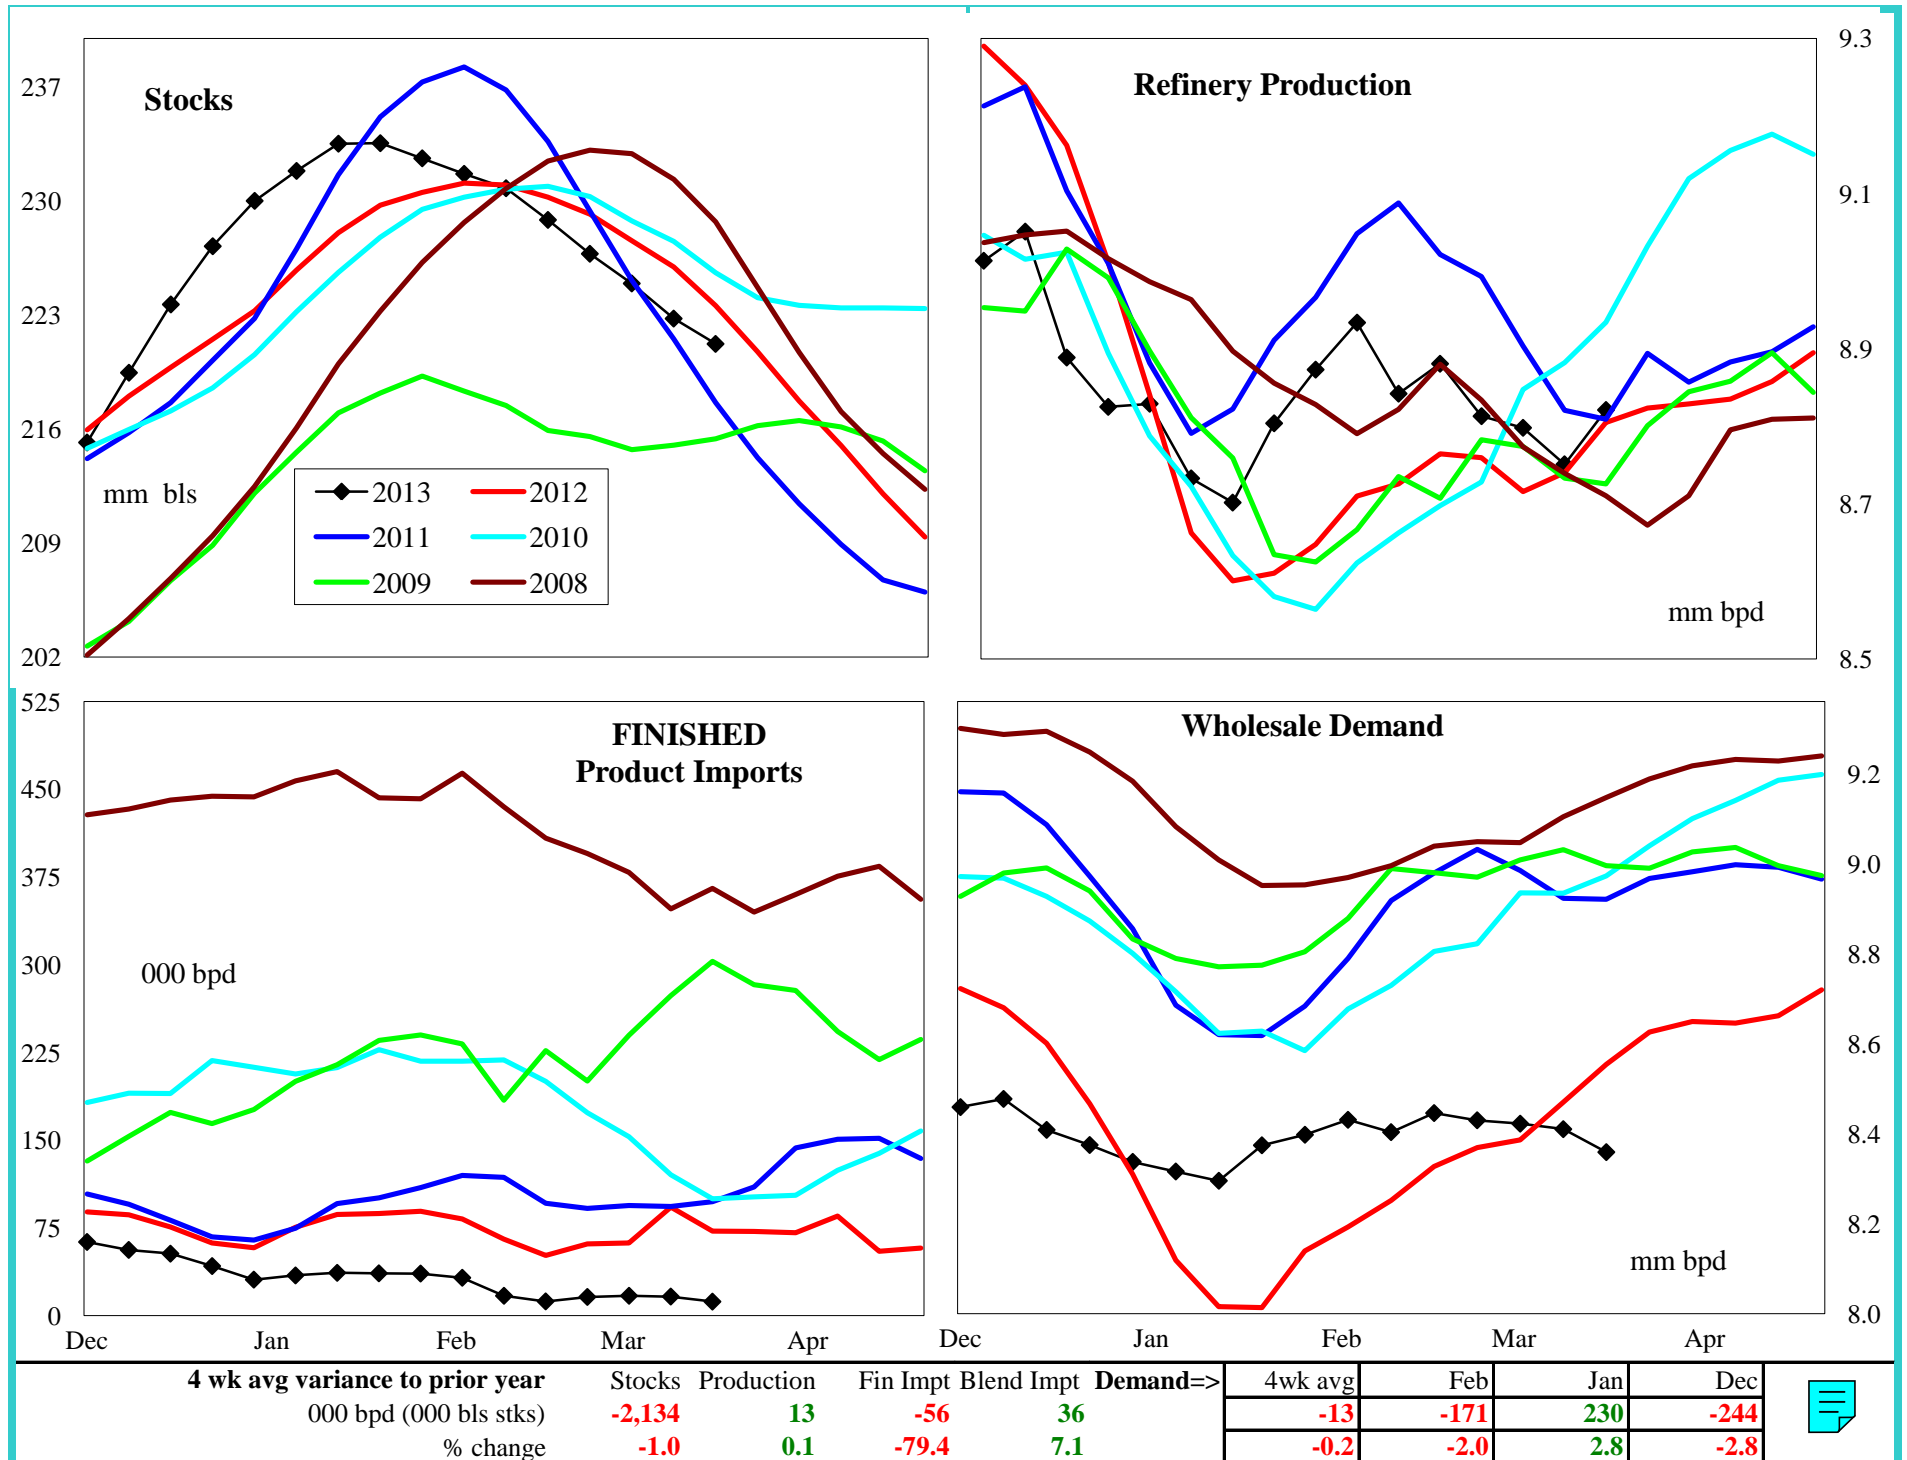 Stocks
237
230
223
216
209
202
mm bls
2013 2012
2011 2010
2009 2008
Refinery Production
9.3
9.1
8.9
8.7
8.5
mm bpd
FINISHED
Product Imports
525
450
375
300
225
150
75
0
000 bpd
Dec Jan Feb Mar Apr
Wholesale Demand
9.2
9.0
8.8
8.6
8.4
8.2
8.0
mm bpd
Dec Jan Feb Mar Apr
4 wk avg variance to prior year Stocks Production Fin Impt Blend Impt Demand=> 4wk avg Feb Jan Dec
000 bpd (000 bls stks) -2,134 13 -56 36 -13 -171 230 -244
% change -1.0 0.1 -79.4 7.1 -0.2 -2.0 2.8 -2.8